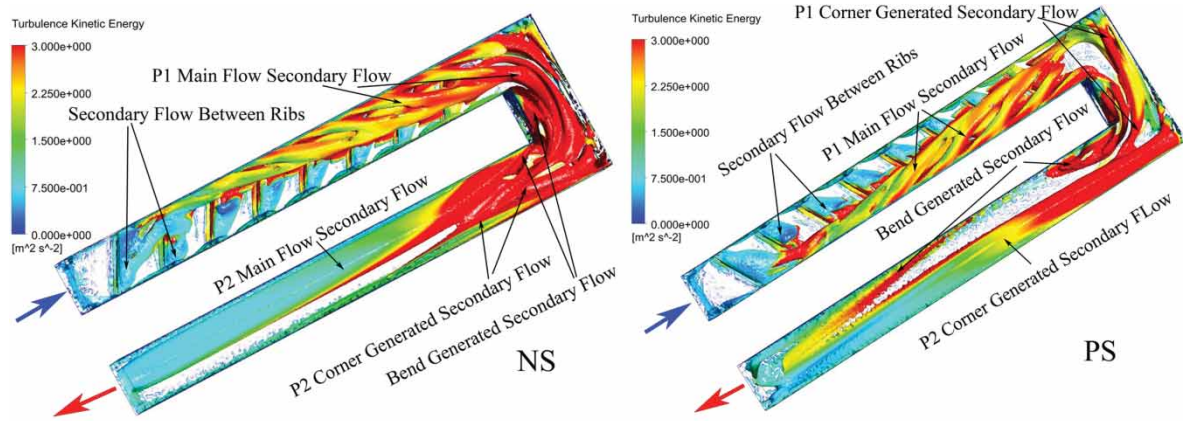 Turbulence Kinetic Energy
3.000e+000
2.250e+000
1.500e+000
7.500e-001
0.000e+000
[m^2 s^-2]
P1 Main Flow Secondary Flow
Secondary Flow Between Ribs
P2 Main Flow Secondary Flow
P2 Corner Generated Secondary Flow
Bend Generated Secondary Flow
NS
Turbulence Kinetic Energy
3.000e+000
2.250e+000
1.500e+000
7.500e-001
0.000e+000
[m^2 s^-2]
P1 Corner Generated Secondary Flow
Secondary Flow Between Ribs
P1 Main Flow Secondary Flow
Bend Generated Secondary Flow
P2 Corner Generated Secondary FLow
PS